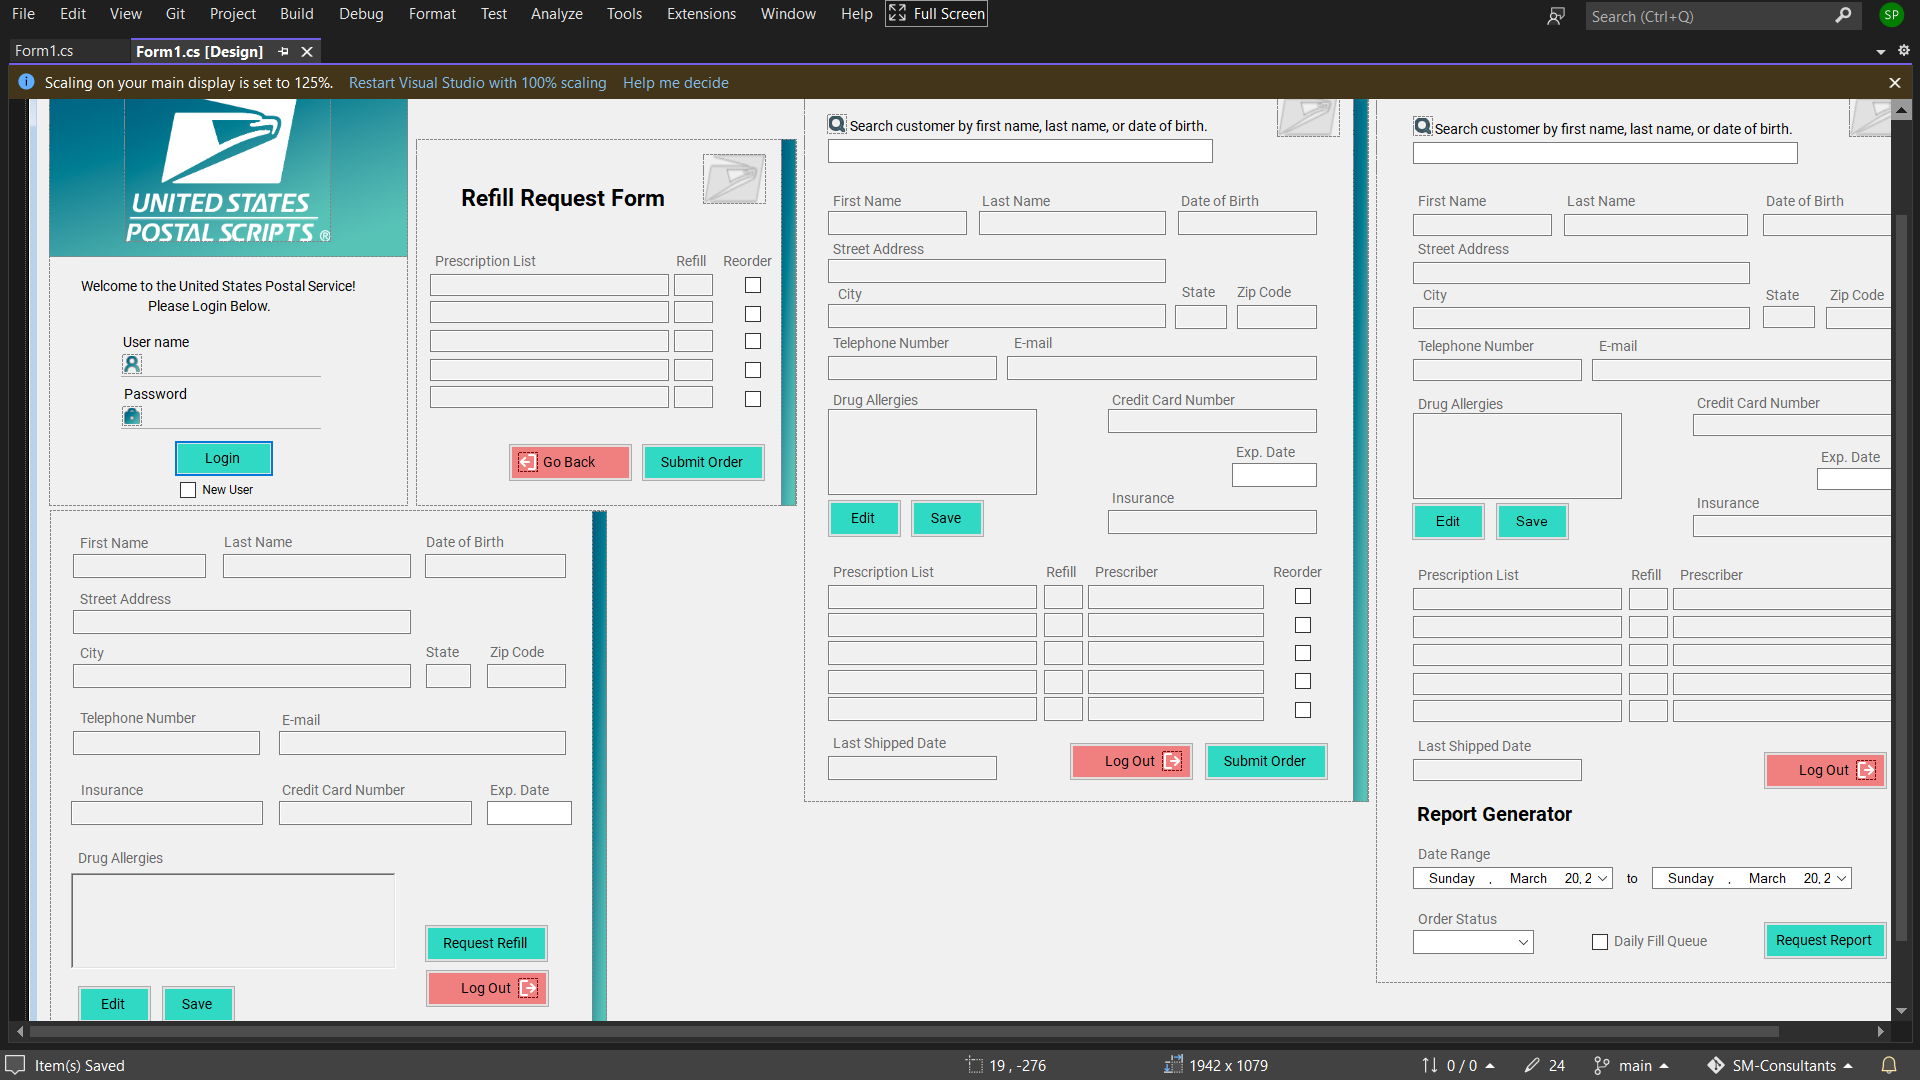 File Edit View Git Project Build Debug Format Test Analyze Tools Extensions Window Help Full Screen Search (Ctrl+Q) SP
Form1.cs Form1.cs [Design]
Scaling on your main display is set to 125%. Restart Visual Studio with 100% scaling Help me decide
UNITED STATES
POSTAL SCRIPTS ®
Welcome to the United States Postal Service!
Please Login Below.
User name
Password
Login
New User
Refill Request Form
Prescription List Refill Reorder
Go Back Submit Order
First Name Last Name Date of Birth
Street Address
City State Zip Code
Telephone Number E-mail
Insurance Credit Card Number Exp. Date
Drug Allergies
Request Refill
Log Out
Edit Save
Search customer by first name, last name, or date of birth.
First Name Last Name Date of Birth
Street Address
City State Zip Code
Telephone Number E-mail
Drug Allergies Credit Card Number
Exp. Date
Insurance
Edit Save
Prescription List Refill Prescriber Reorder
Last Shipped Date
Log Out Submit Order
Search customer by first name, last name, or date of birth.
First Name Last Name Date of Birth
Street Address
City State Zip Code
Telephone Number E-mail
Drug Allergies Credit Card Number
Exp. Date
Insurance
Edit Save
Prescription List Refill Prescriber
Last Shipped Date
Log Out
Report Generator
Date Range
Sunday , March 20, 2 to Sunday , March 20, 2
Order Status
Daily Fill Queue Request Report
Item(s) Saved 19 , -276 1942 x 1079 0 / 0 24 main SM-Consultants